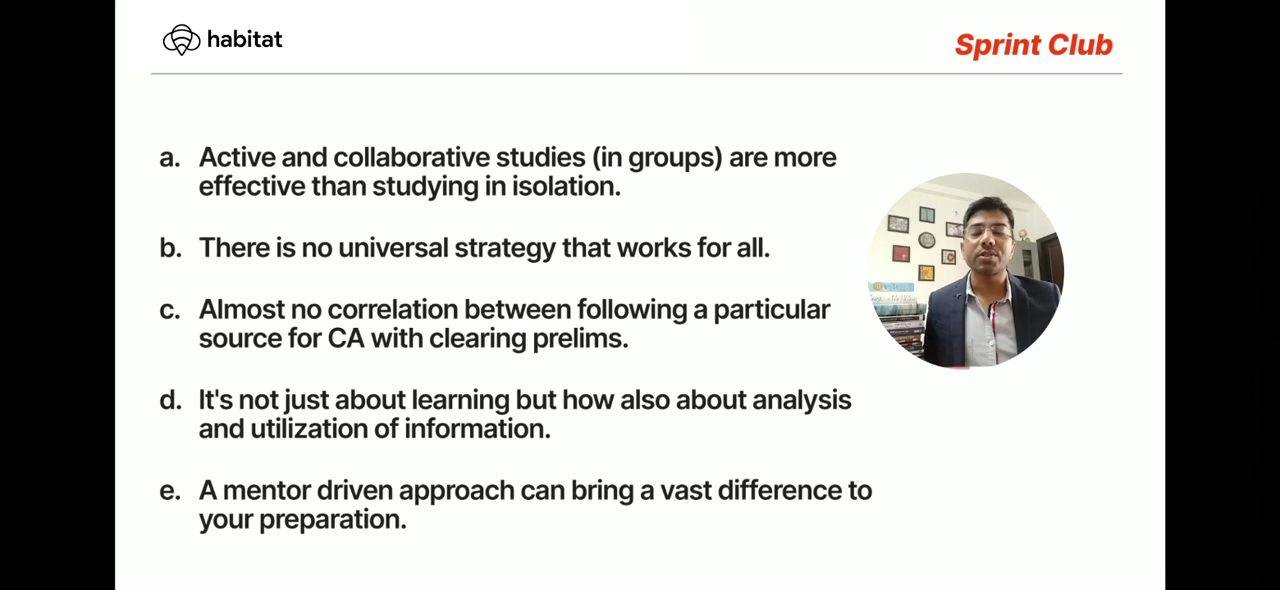 habitat
Sprint Club
a. Active and collaborative studies (in groups) are more
effective than studying in isolation.
b. There is no universal strategy that works for all.
c. Almost no correlation between following a particular
source for CA with clearing prelims.
d. It's not just about learning but how also about analysis
and utilization of information.
e. A mentor driven approach can bring a vast difference to
your preparation.